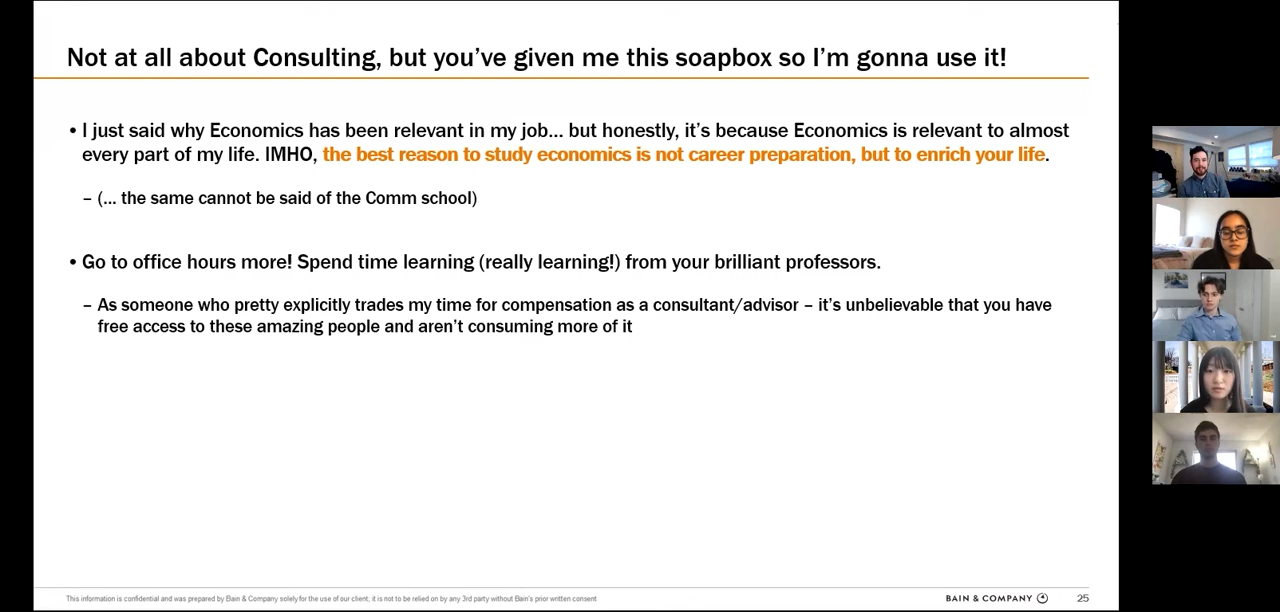 Not at all about Consulting, but you've given me this soapbox so I'm gonna use it!
• I just said why Economics has been relevant in my job... but honestly, it's because Economics is relevant to almost
every part of my life. IMHO, the best reason to study economics is not career preparation, but to enrich your life.
– (... the same cannot be said of the Comm school)
• Go to office hours more! Spend time learning (really learning!) from your brilliant professors.
– As someone who pretty explicitly trades my time for compensation as a consultant/advisor – it's unbelievable that you have
free access to these amazing people and aren't consuming more of it
This information is confidential and was prepared by Bain & Company solely for the use of our client; it is not to be relied on by any 3rd party without Bain's prior written consent
BAIN & COMPANY
25